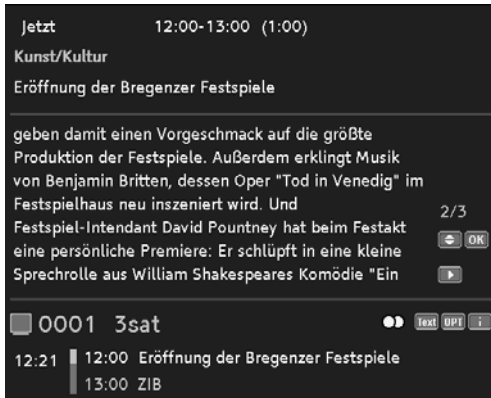 Jetzt 12:00-13:00 (1:00)
Kunst/Kultur
Eröffnung der Bregenzer Festspiele
geben damit einen Vorgeschmack auf die größte
Produktion der Festspiele. Außerdem erklingt Musik
von Benjamin Britten, dessen Oper "Tod in Venedig" im
Festspielhaus neu inszeniert wird. Und
Festspiel-Intendant David Pountney hat beim Festakt
eine persönliche Premiere: Er schlüpft in eine kleine
Sprechrolle aus William Shakespeares Komödie "Ein
2/3
OK
0001 3sat
Text OPT i
12:21 12:00 Eröffnung der Bregenzer Festspiele
13:00 ZIB